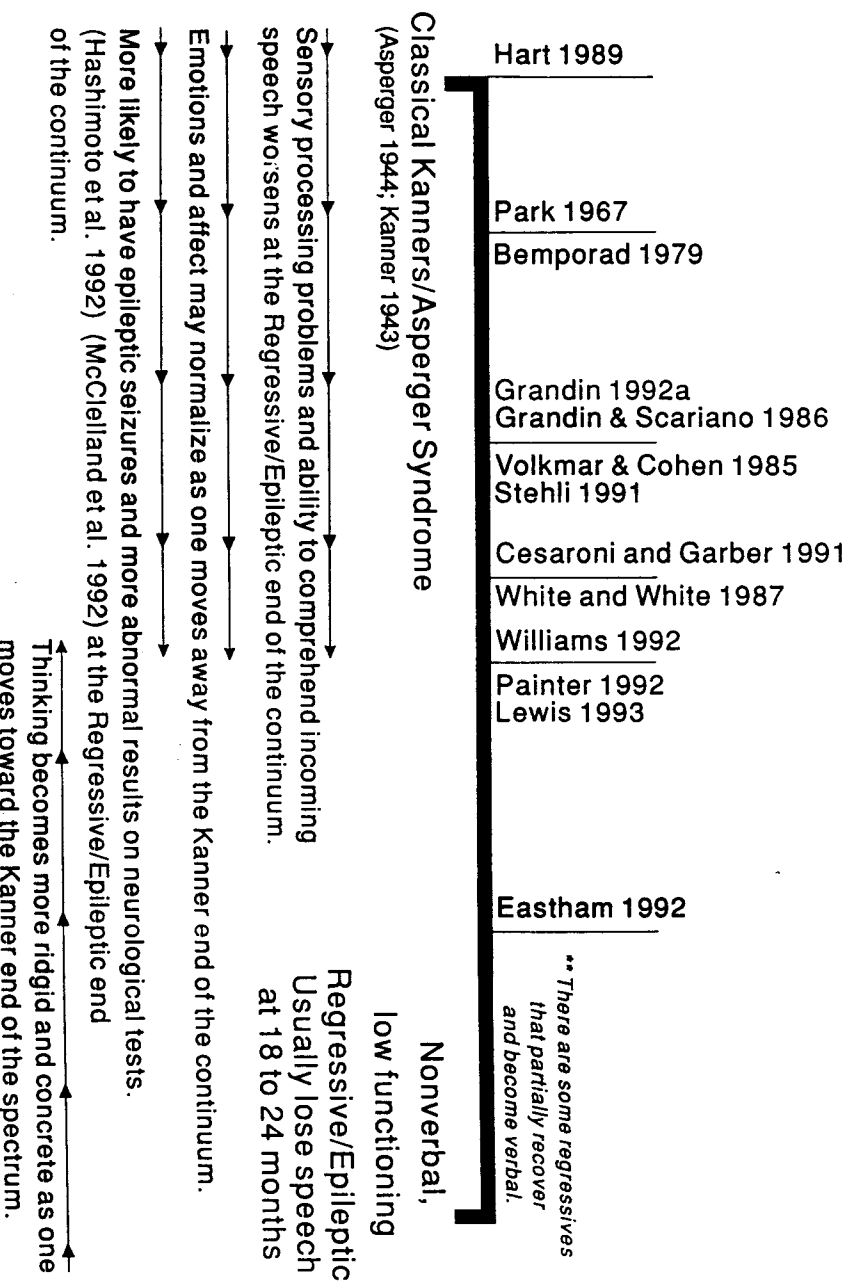 Hart 1989
Park 1967
Bemporad 1979
Grandin 1992a
Grandin & Scariano 1986
Volkmar & Cohen 1985
Stehli 1991
Cesaroni and Garber 1991
White and White 1987
Williams 1992
Painter 1992
Lewis 1993
Eastham 1992
** There are some regressives
that partially recover
and become verbal.
Classical Kanners/Asperger Syndrome
(Asperger 1944; Kanner 1943)
Nonverbal,
low functioning
Regressive/Epileptic
Usually lose speech
at 18 to 24 months
Sensory processing problems and ability to comprehend incoming
speech worsens at the Regressive/Epileptic end of the continuum.
Emotions and affect may normalize as one moves away from the Kanner end of the continuum.
More likely to have epileptic seizures and more abnormal results on neurological tests.
(Hashimoto et al. 1992) (McClelland et al. 1992) at the Regressive/Epileptic end
of the continuum.
Thinking becomes more ridgid and concrete as one
moves toward the Kanner end of the spectrum.